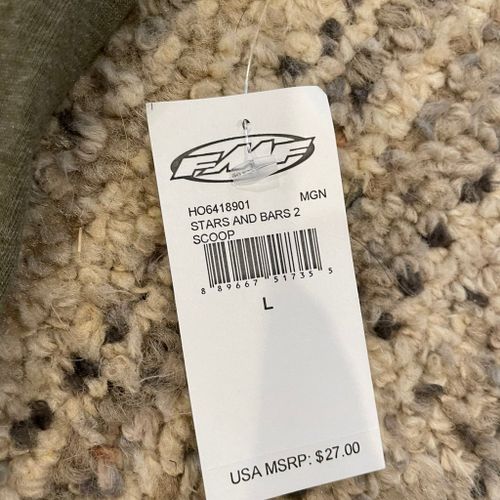 FMF
HO6418901 MGN
STARS AND BARS 2
SCOOP
8 89667 51735 5
L
USA MSRP: $27.00